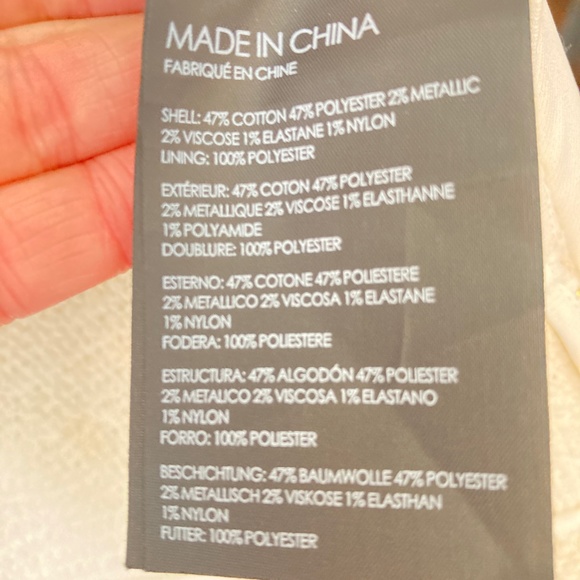 MADE IN CHINA
FABRIQUÉ EN CHINE
SHELL: 47% COTTON 47% POLYESTER 2% METALLIC
2% VISCOSE 1% ELASTANE 1% NYLON
LINING: 100% POLYESTER
EXTÉRIEUR: 47% COTON 47% POLYESTER
2% METALLIQUE 2% VISCOSE 1% ELASTHANNE
1% POLYAMIDE
DOUBLURE: 100% POLYESTER
ESTERNO: 47% COTONE 47% POLIESTERE
2% METALLICO 2% VISCOSA 1% ELASTANE
1% NYLON
FODERA: 100% POLIESTERE
ESTRUCTURA: 47% ALGODÓN 47% POLIESTER
2% METALICO 2% VISCOSA 1% ELASTANO
1% NYLON
FORRO: 100% POLIESTER
BESCHICHTUNG: 47% BAUMWOLLE 47% POLYESTER
2% METALLISCH 2% VISKOSE 1% ELASTHAN
1% NYLON
FUTTER: 100% POLYESTER